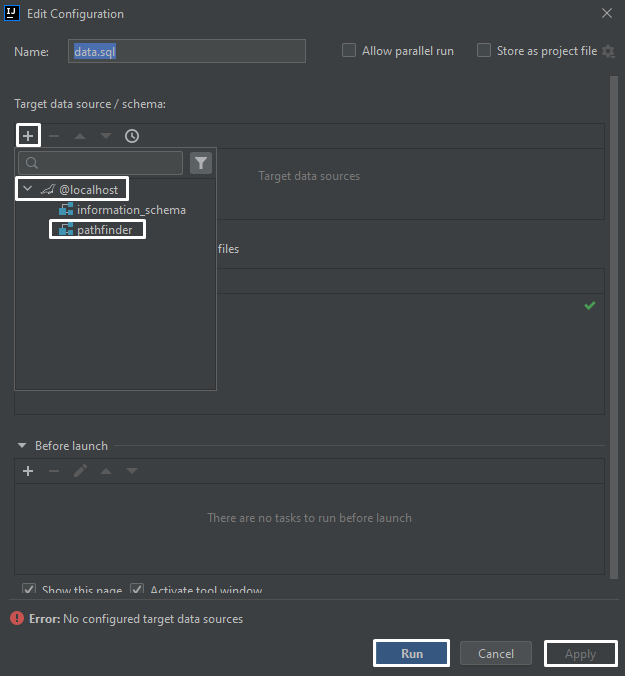 IJ Edit Configuration
Name: data.sql Allow parallel run Store as project file
Target data source / schema:
Target data sources
@localhost
information_schema
pathfinder
files
Before launch
There are no tasks to run before launch
Show this page Activate tool window
Error: No configured target data sources
Run Cancel Apply